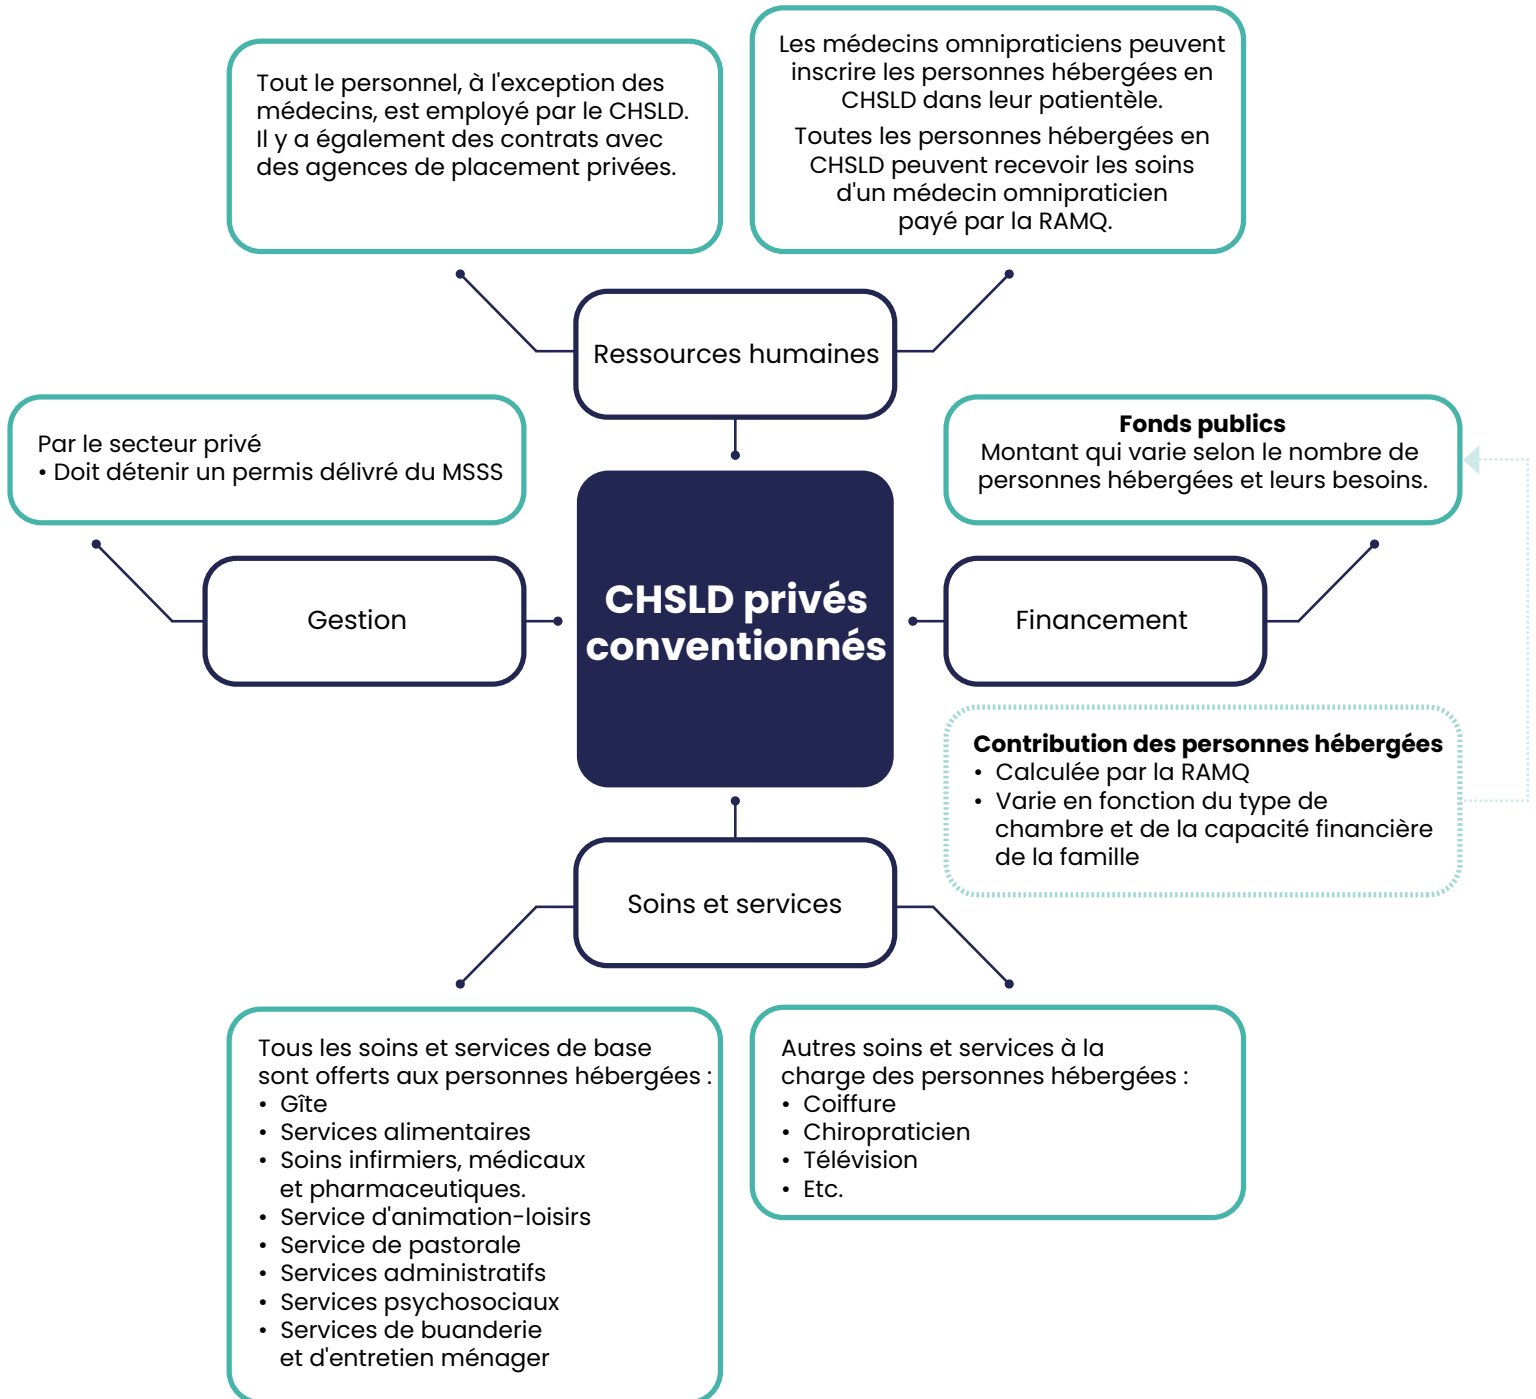 Tout le personnel, à l'exception des
médecins, est employé par le CHSLD.
Il y a également des contrats avec
des agences de placement privées.
Les médecins omnipraticiens peuvent
inscrire les personnes hébergées en
CHSLD dans leur patientèle.
Toutes les personnes hébergées en
CHSLD peuvent recevoir les soins
d'un médecin omnipraticien
payé par la RAMQ.
Ressources humaines
Par le secteur privé
• Doit détenir un permis délivré du MSSS
Fonds publics
Montant qui varie selon le nombre de
personnes hébergées et leurs besoins.
Gestion
CHSLD privés
conventionnés
Financement
Contribution des personnes hébergées
• Calculée par la RAMQ
• Varie en fonction du type de
chambre et de la capacité financière
de la famille
Soins et services
Tous les soins et services de base
sont offerts aux personnes hébergées :
• Gîte
• Services alimentaires
• Soins infirmiers, médicaux
et pharmaceutiques.
• Service d'animation-loisirs
• Service de pastorale
• Services administratifs
• Services psychosociaux
• Services de buanderie
et d'entretien ménager
Autres soins et services à la
charge des personnes hébergées :
• Coiffure
• Chiropraticien
• Télévision
• Etc.